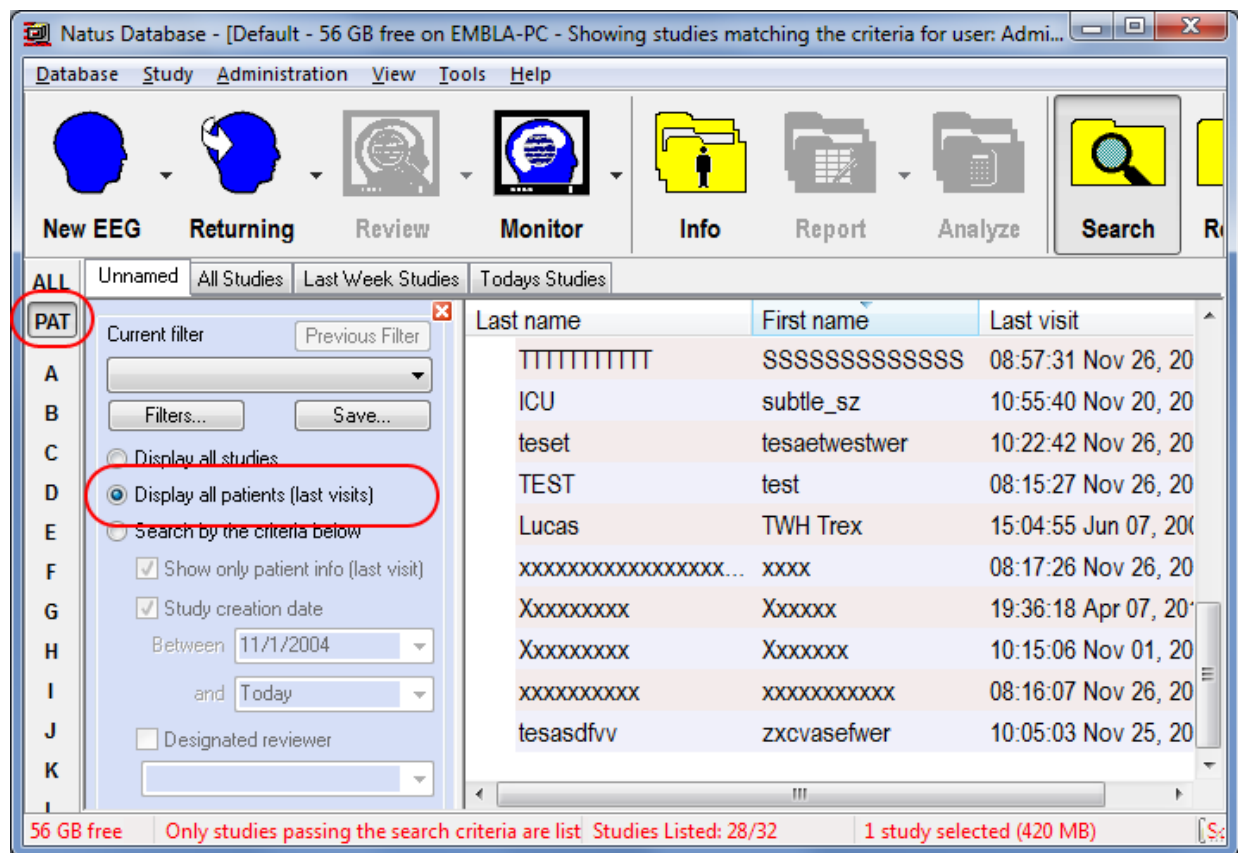 Natus Database - [Default - 56 GB free on EMBLA-PC - Showing studies matching the criteria for user: Admi...
Database Study Administration View Tools Help
New EEG Returning Review Monitor Info Report Analyze Search
ALL Unnamed All Studies Last Week Studies Todays Studies
PAT Current filter Previous Filter Last name First name Last visit
A TTTTTTTTTTT SSSSSSSSSSSSS 08:57:31 Nov 26, 20
B Filters... Save... ICU subtle_sz 10:55:40 Nov 20, 20
C Display all studies teset tesaetwestwer 10:22:42 Nov 26, 20
D Display all patients (last visits) TEST test 08:15:27 Nov 26, 20
E Search by the criteria below Lucas TWH Trex 15:04:55 Jun 07, 200
F Show only patient info (last visit) xxxxxxxxxxxxxxxxx... xxxx 08:17:26 Nov 26, 20
G Study creation date Xxxxxxxxx Xxxxxx 19:36:18 Apr 07, 201
H Between 11/1/2004 Xxxxxxxxx Xxxxxxx 10:15:06 Nov 01, 20
I and Today xxxxxxxxxx xxxxxxxxxxx 08:16:07 Nov 26, 20
J Designated reviewer tesasdfvv zxcvasefwer 10:05:03 Nov 25, 20
K
56 GB free Only studies passing the search criteria are list Studies Listed: 28/32 1 study selected (420 MB)